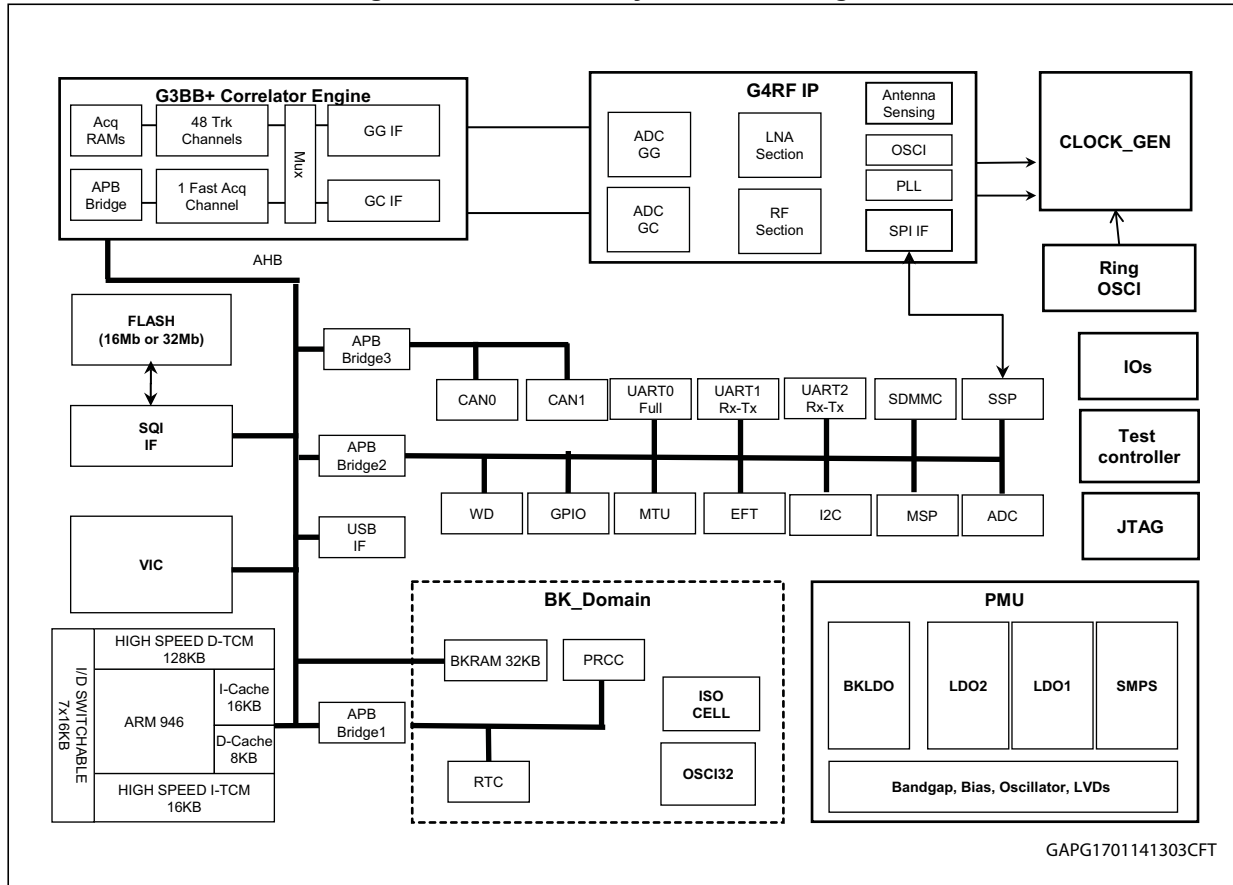 G3BB+ Correlator Engine
Acq
RAMs
48 Trk
Channels
Mux
GG IF
APB
Bridge
1 Fast Acq
Channel
GC IF
G4RF IP
ADC
GG
LNA
Section
Antenna
Sensing
OSCI
PLL
ADC
GC
RF
Section
SPI IF
CLOCK_GEN
Ring
OSCI
AHB
FLASH
(16Mb or 32Mb)
SQI
IF
APB
Bridge3
CAN0
CAN1
UART0
Full
UART1
Rx-Tx
UART2
Rx-Tx
SDMMC
SSP
IOs
Test
controller
JTAG
APB
Bridge2
WD
GPIO
MTU
EFT
I2C
MSP
ADC
VIC
USB
IF
BK_Domain
BKRAM 32KB
PRCC
ISO
CELL
OSCI32
APB
Bridge1
RTC
I/D SWITCHABLE
7x16KB
HIGH SPEED D-TCM
128KB
ARM 946
I-Cache
16KB
D-Cache
8KB
HIGH SPEED I-TCM
16KB
PMU
BKLDO
LDO2
LDO1
SMPS
Bandgap, Bias, Oscillator, LVDs
GAPG1701141303CFT